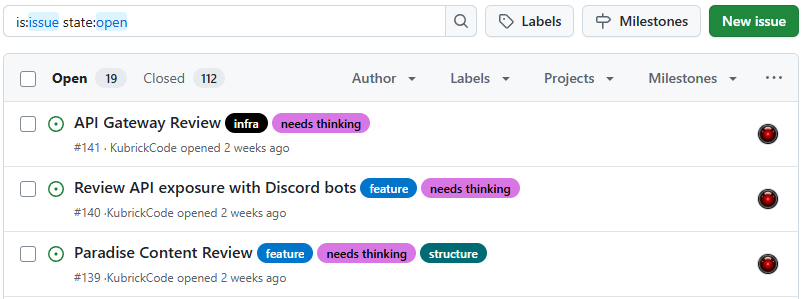 is:issue state:open Labels Milestones New issue
Open 19 Closed 112 Author Labels Projects Milestones
API Gateway Review infra needs thinking
#141 · KubrickCode opened 2 weeks ago
Review API exposure with Discord bots feature needs thinking
#140 ·KubrickCode opened 2 weeks ago
Paradise Content Review feature needs thinking structure
#139 ·KubrickCode opened 2 weeks ago